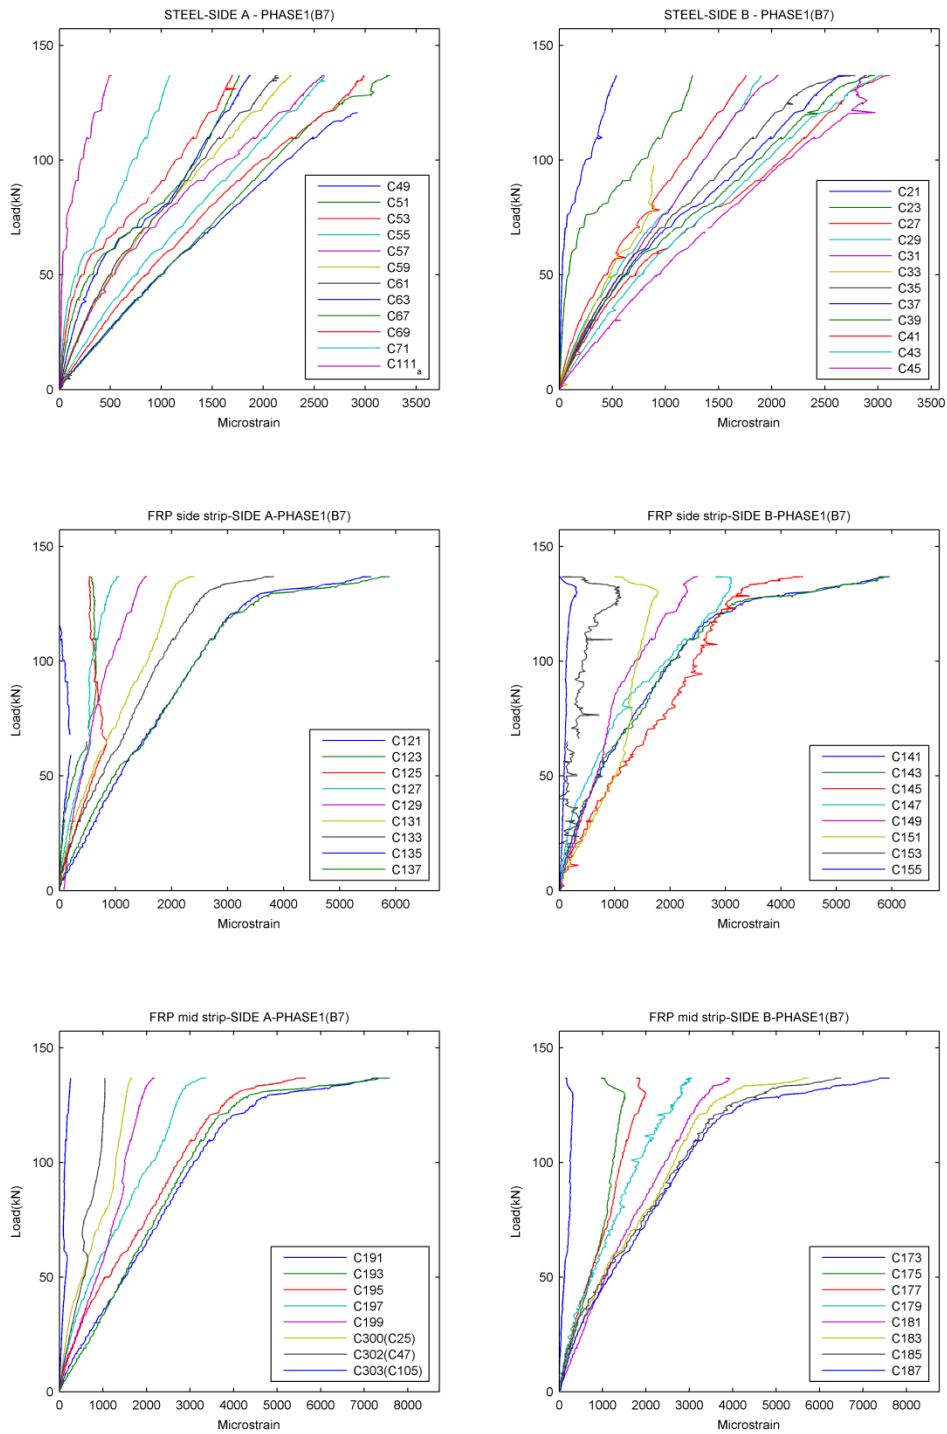 STEEL-SIDE A - PHASE1(B7)
150
100
50
0
Load(kN)
0 500 1000 1500 2000 2500 3000 3500
Microstrain
C49
C51
C53
C55
C57
C59
C61
C63
C67
C69
C71
C111a
STEEL-SIDE B - PHASE1(B7)
150
100
50
0
Load(kN)
0 500 1000 1500 2000 2500 3000 3500
Microstrain
C21
C23
C27
C29
C31
C33
C35
C37
C39
C41
C43
C45
FRP side strip-SIDE A-PHASE1(B7)
150
100
50
0
Load(kN)
0 1000 2000 3000 4000 5000 6000
Microstrain
C121
C123
C125
C127
C129
C131
C133
C135
C137
FRP side strip-SIDE B-PHASE1(B7)
150
100
50
0
Load(kN)
0 1000 2000 3000 4000 5000 6000
Microstrain
C141
C143
C145
C147
C149
C151
C153
C155
FRP mid strip-SIDE A-PHASE1(B7)
150
100
50
0
Load(kN)
0 1000 2000 3000 4000 5000 6000 7000 8000
Microstrain
C191
C193
C195
C197
C199
C300(C25)
C302(C47)
C303(C105)
FRP mid strip-SIDE B-PHASE1(B7)
150
100
50
0
Load(kN)
0 1000 2000 3000 4000 5000 6000 7000 8000
Microstrain
C173
C175
C177
C179
C181
C183
C185
C187